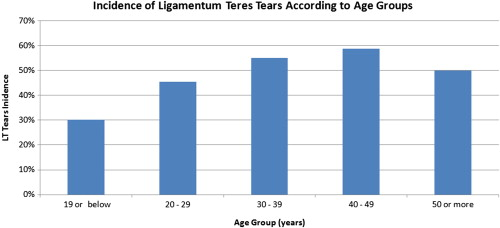 Incidence of Ligamentum Teres Tears According to Age Groups
70%
60%
50%
40%
30%
20%
10%
0%
LT Tears Inidence
19 or below
20 - 29
30 - 39
40 - 49
50 or more
Age Group (years)